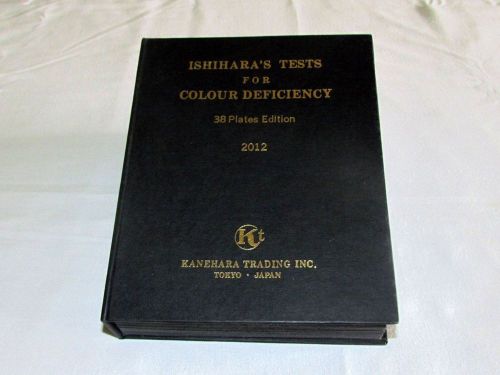 ISHIHARA'S TESTS
FOR
COLOUR DEFICIENCY
38 Plates Edition
2012
Kt
KANEHARA TRADING INC.
TOKYO · JAPAN